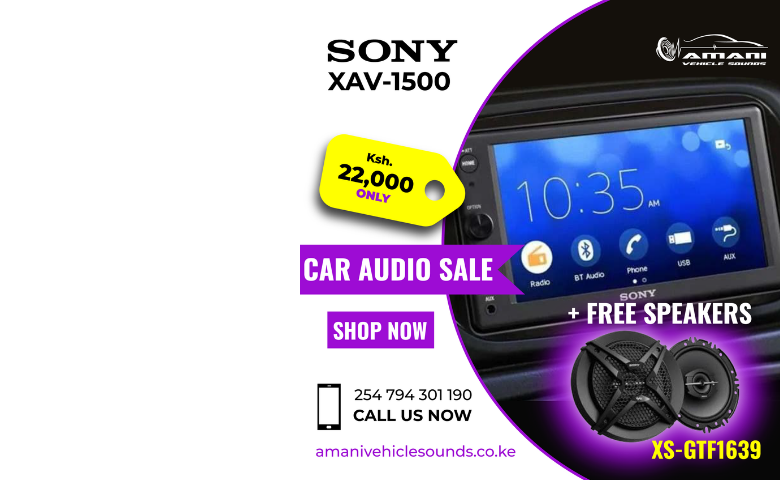 SONY
XAV-1500
AMANI
VEHICLE SOUNDS
Ksh.
22,000
ONLY
HOME
OPTION
10:35 AM
Radio
BT Audio
Phone
USB
AUX
AUX
SONY
CAR AUDIO SALE
+ FREE SPEAKERS
SHOP NOW
254 794 301 190
CALL US NOW
XS-GTF1639
amanivehiclesounds.co.ke